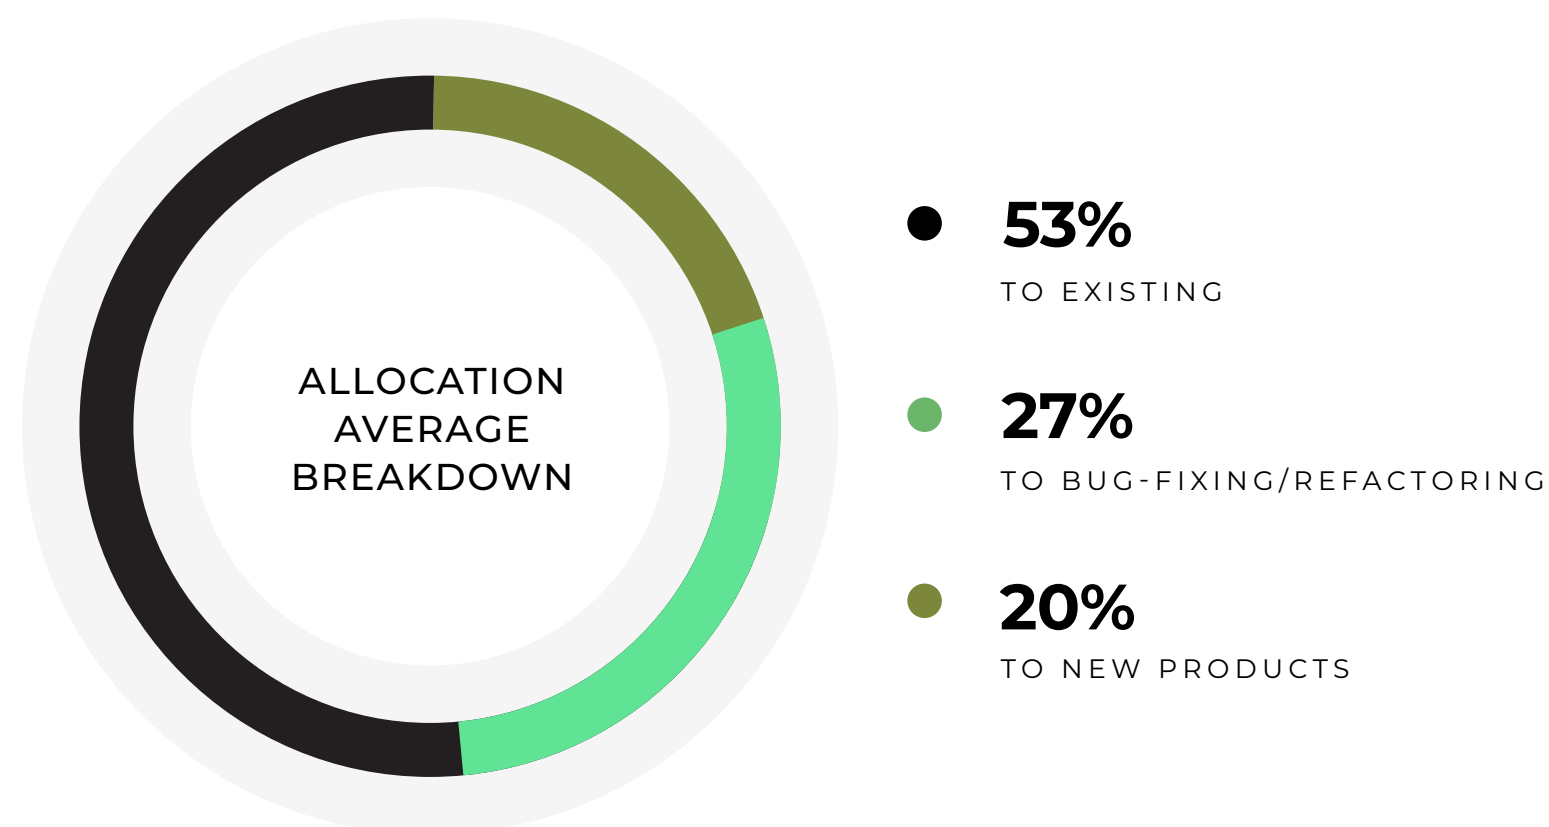 ALLOCATION
AVERAGE
BREAKDOWN
53%
TO EXISTING
27%
TO BUG-FIXING/REFACTORING
20%
TO NEW PRODUCTS